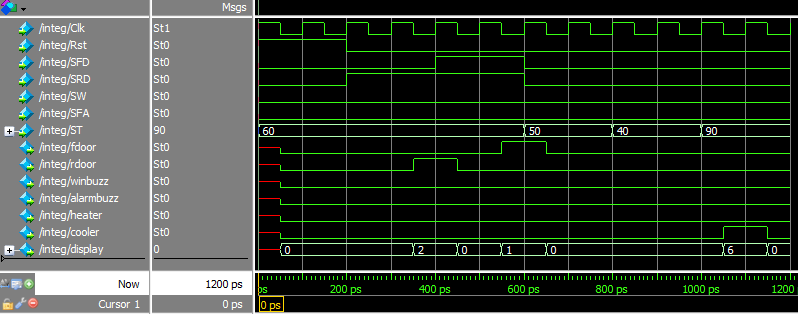 Msgs
/integ/Clk St1
/integ/Rst St0
/integ/SFD St0
/integ/SRD St0
/integ/SW St0
/integ/SFA St0
/integ/ST 90 60 50 40 90
/integ/fdoor St0
/integ/rdoor St0
/integ/winbuzz St0
/integ/alarmbuzz St0
/integ/heater St0
/integ/cooler St0
/integ/display 0 0 2 0 1 0 6 0
Now 1200 ps ps 200 ps 400 ps 600 ps 800 ps 1000 ps 1200
Cursor 1 0 ps 0 ps